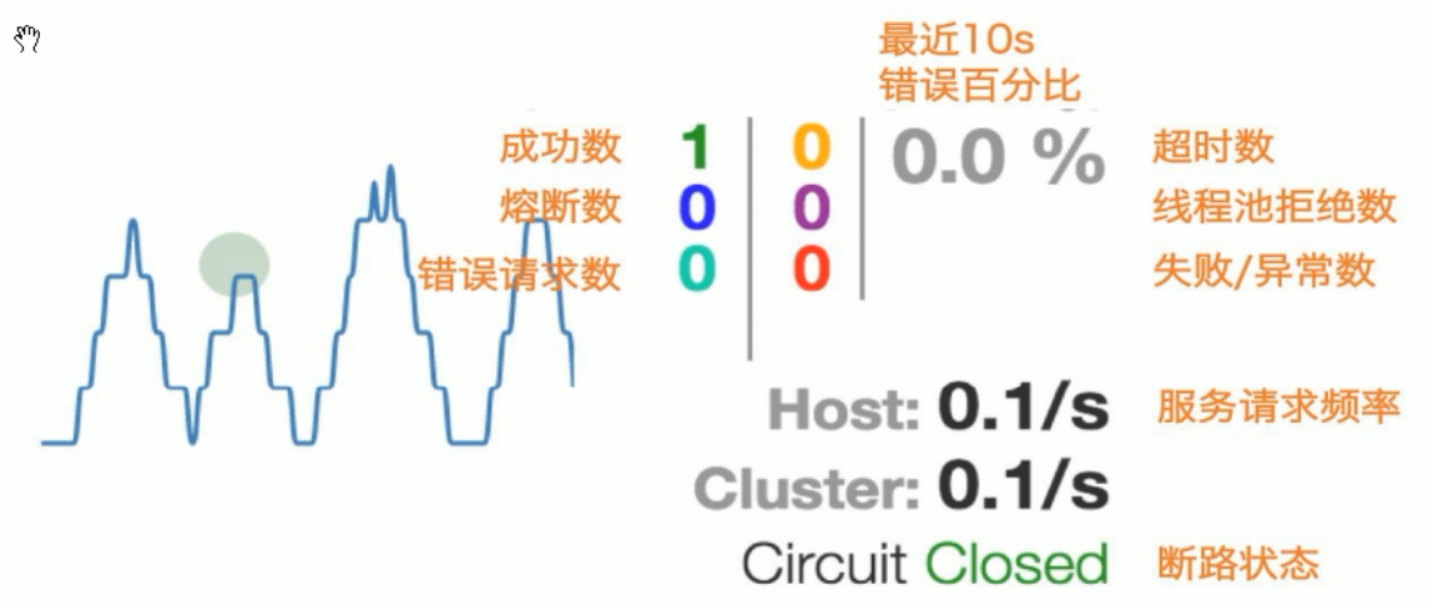 最近10s
错误百分比
成功数 1 0 0.0 % 超时数
熔断数 0 0 线程池拒绝数
错误请求数 0 0 失败/异常数
Host: 0.1/s 服务请求频率
Cluster: 0.1/s
Circuit Closed 断路状态